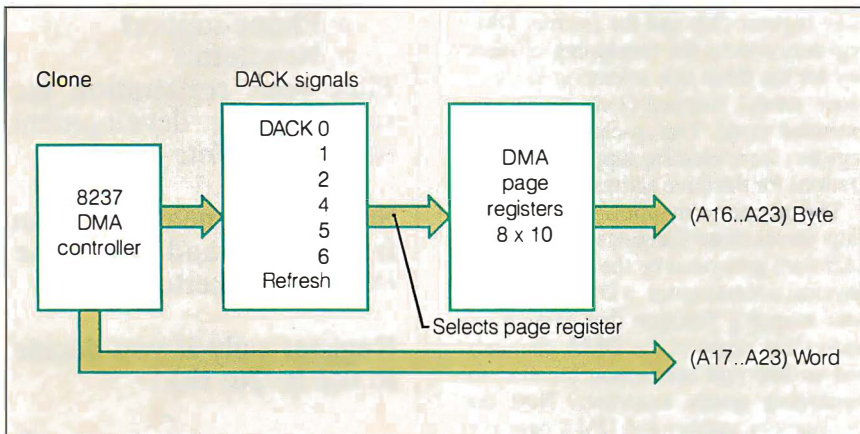 Clone
DACK signals
8237
DMA
controller
DACK 0
1
2
4
5
6
Refresh
DMA
page
registers
8 x 10
(A16..A23) Byte
Selects page register
(A17..A23) Word